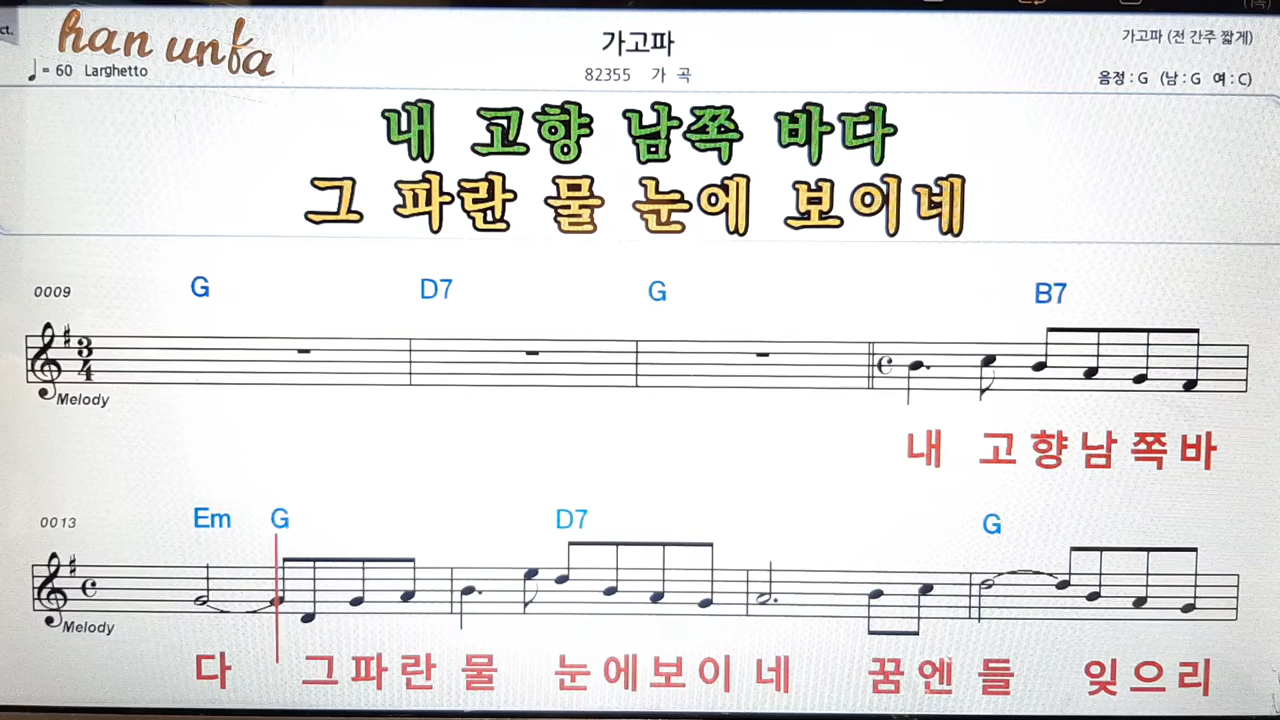 ct.
han unfa
♩= 60 Larghetto
가고파
82355 가 곡
가고파 (전 간주 짧게)
음정 : G (남 : G 여 : C)
내 고향 남쪽 바다
그 파란 물 눈에 보이네
0009
G D7 G B7
3
4
Melody
내 고 향 남 쪽 바
0013
Em G D7 G
Melody
다 그 파 란 물 눈 에 보 이 네 꿈 엔 들 잊 으 리